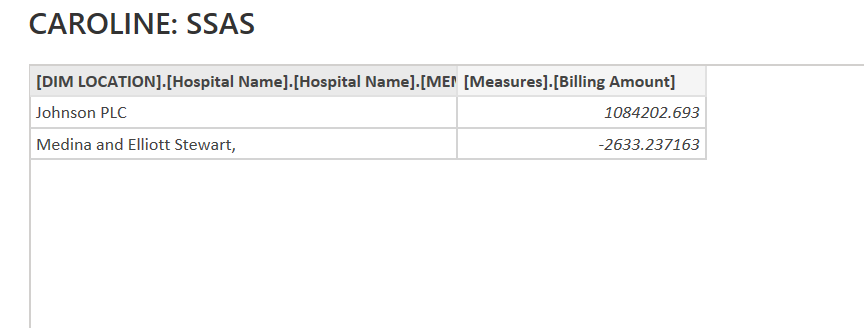 CAROLINE: SSAS
[DIM LOCATION].[Hospital Name].[Hospital Name].[MEM [Measures].[Billing Amount]
Johnson PLC 1084202.693
Medina and Elliott Stewart, -2633.237163